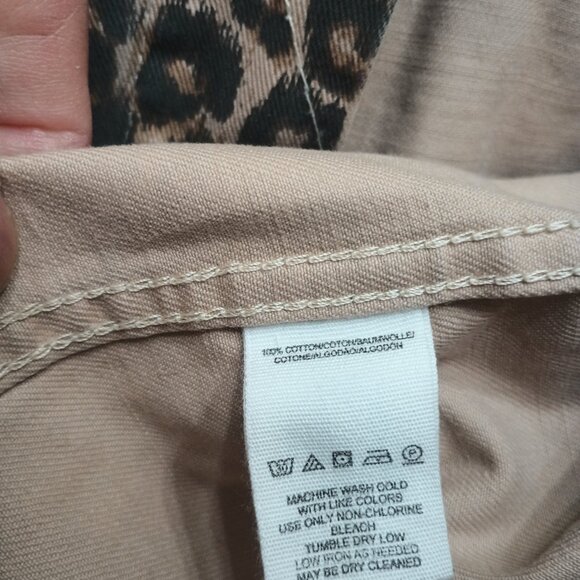 100% COTTON/COTON/BAUMWOLLE/
COTONE/ALGODÃO/ALGODÓN
MACHINE WASH COLD
WITH LIKE COLORS
USE ONLY NON-CHLORINE
BLEACH
TUMBLE DRY LOW
LOW IRON AS NEEDED
MAY BE DRY CLEANED